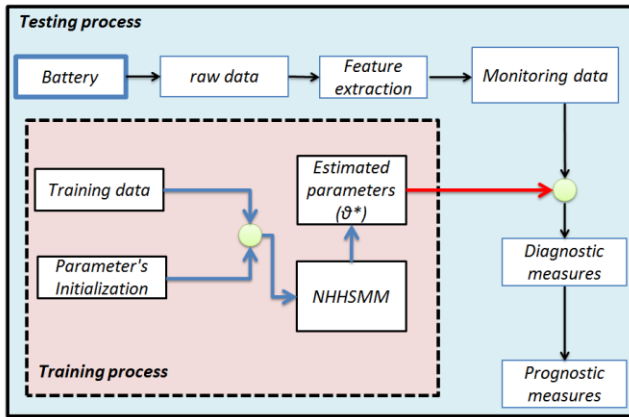 Testing process
Battery
raw data
Feature
extraction
Monitoring data
Training data
Parameter's
Initialization
Estimated
parameters
(ϑ*)
NHHSMM
Training process
Diagnostic
measures
Prognostic
measures